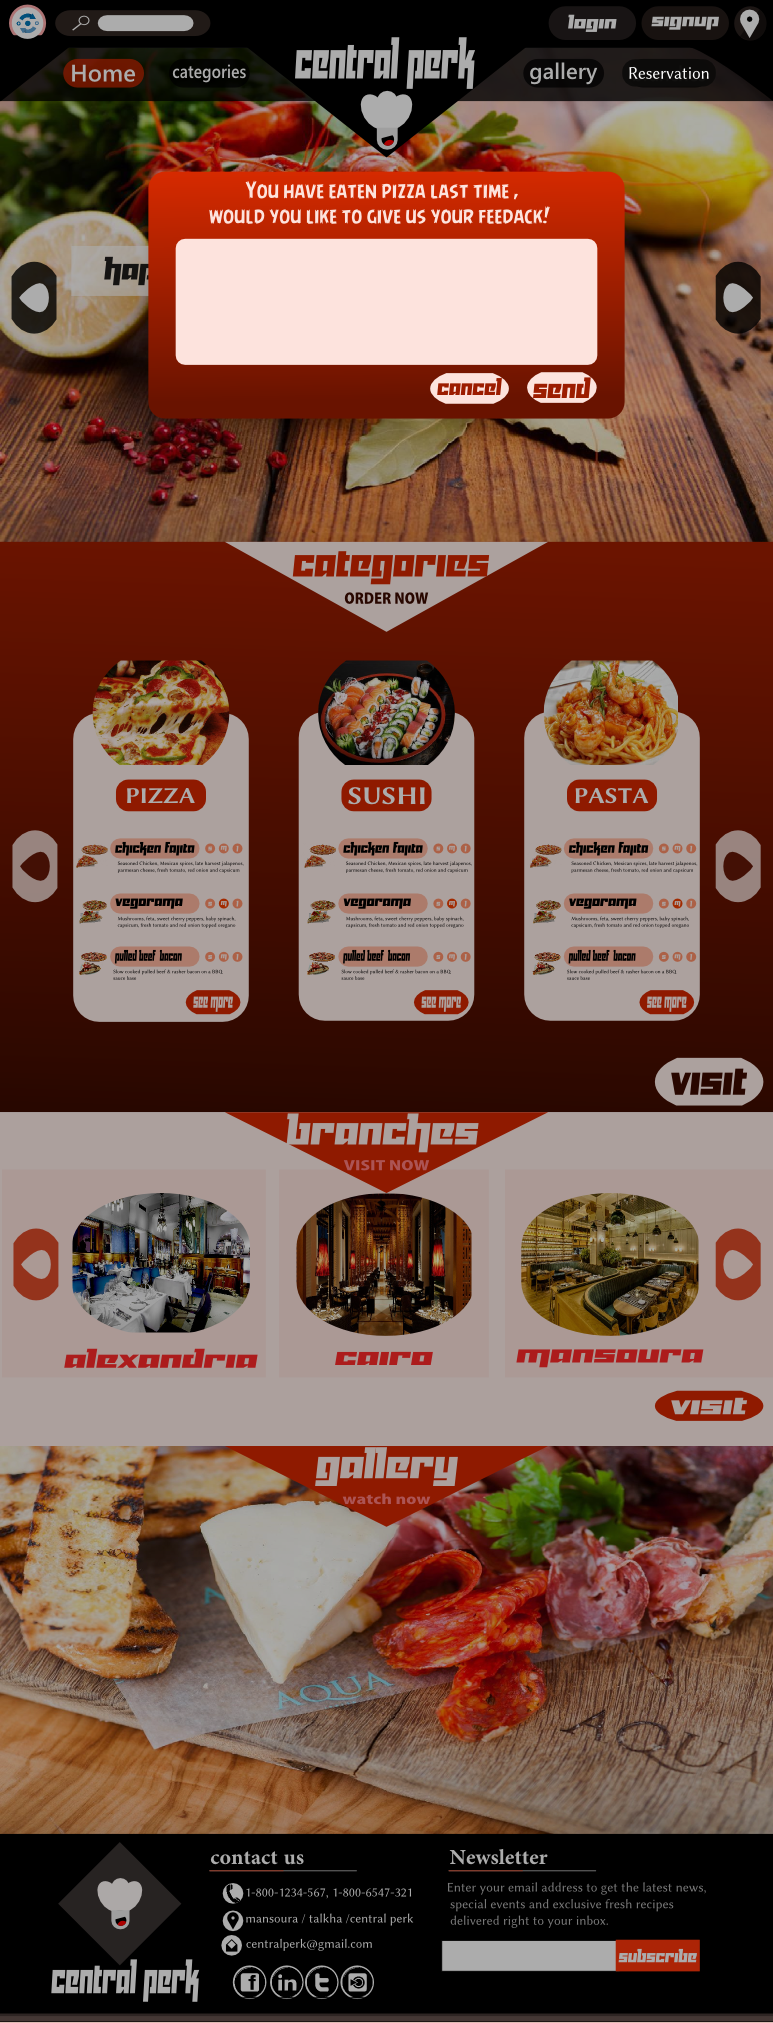 login
signup
Home
categories
central perk
gallery
Reservation
YOU HAVE EATEN PIZZA LAST TIME ,
WOULD YOU LIKE TO GIVE US YOUR FEEDACK!
hap
cancel
send
categories
ORDER NOW
PIZZA
chicken fajita
Seasoned Chicken, Mexican spices, late harvest jalapenos,
parmesan cheese, fresh tomato, red onion and capsicum
vegorama
Mushrooms, feta, sweet cherry peppers, baby spinach,
capsicum, fresh tomato and red onion topped oregano
pulled beef bacon
Slow cooked pulled beef & rasher bacon on a BBQ
sauce base
see more
SUSHI
chicken fajita
Seasoned Chicken, Mexican spices, late harvest jalapenos,
parmesan cheese, fresh tomato, red onion and capsicum
vegorama
Mushrooms, feta, sweet cherry peppers, baby spinach,
capsicum, fresh tomato and red onion topped oregano
pulled beef bacon
Slow cooked pulled beef & rasher bacon on a BBQ
sauce base
see more
PASTA
chicken fajita
Seasoned Chicken, Mexican spices, late harvest jalapenos,
parmesan cheese, fresh tomato, red onion and capsicum
vegorama
Mushrooms, feta, sweet cherry peppers, baby spinach,
capsicum, fresh tomato and red onion topped oregano
pulled beef bacon
Slow cooked pulled beef & rasher bacon on a BBQ
sauce base
see more
visit
branches
VISIT NOW
alexandria
cairo
mansoura
visit
gallery
watch now
AQUA
AQUA
contact us
1-800-1234-567, 1-800-6547-321
mansoura / talkha /central perk
centralperk@gmail.com
central perk
Newsletter
Enter your email address to get the latest news,
special events and exclusive fresh recipes
delivered right to your inbox.
subscribe